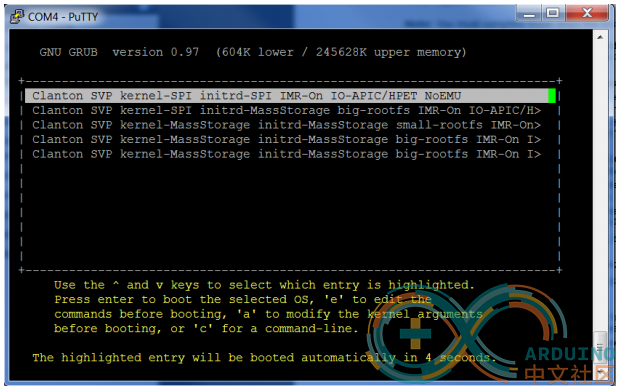 COM4 - PuTTY
GNU GRUB version 0.97 (604K lower / 245628K upper memory)
Clanton SVP kernel-SPI initrd-SPI IMR-On IO-APIC/HPET NoEMU
Clanton SVP kernel-SPI initrd-MassStorage big-rootfs IMR-On IO-APIC/H>
Clanton SVP kernel-MassStorage initrd-MassStorage small-rootfs IMR-On>
Clanton SVP kernel-MassStorage initrd-MassStorage big-rootfs IMR-On I>
Clanton SVP kernel-MassStorage initrd-MassStorage big-rootfs IMR-On I>
Use the ^ and v keys to select which entry is highlighted.
Press enter to boot the selected OS, 'e' to edit the
commands before booting, 'a' to modify the kernel arguments
before booting, or 'c' for a command-line.
The highlighted entry will be booted automatically in 4 seconds.
ARDUINO
中文社区